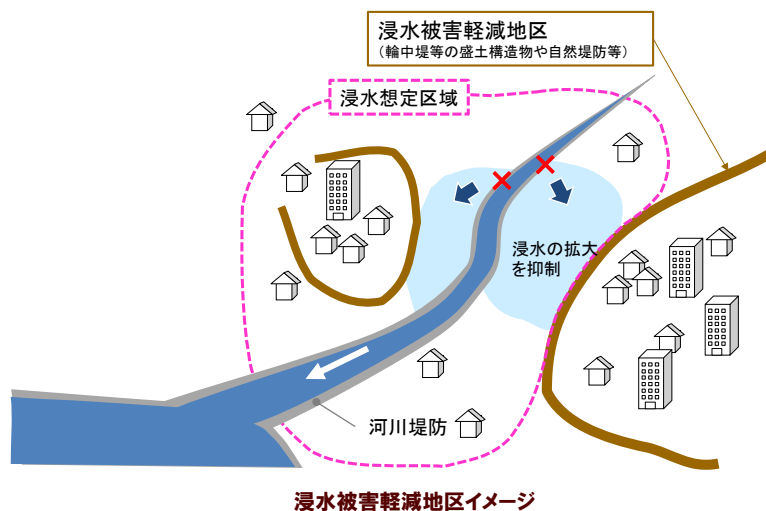 浸水被害軽減地区
（輪中堤等の盛土構造物や自然堤防等）
浸水想定区域
浸水の拡大
を抑制
河川堤防
浸水被害軽減地区イメージ